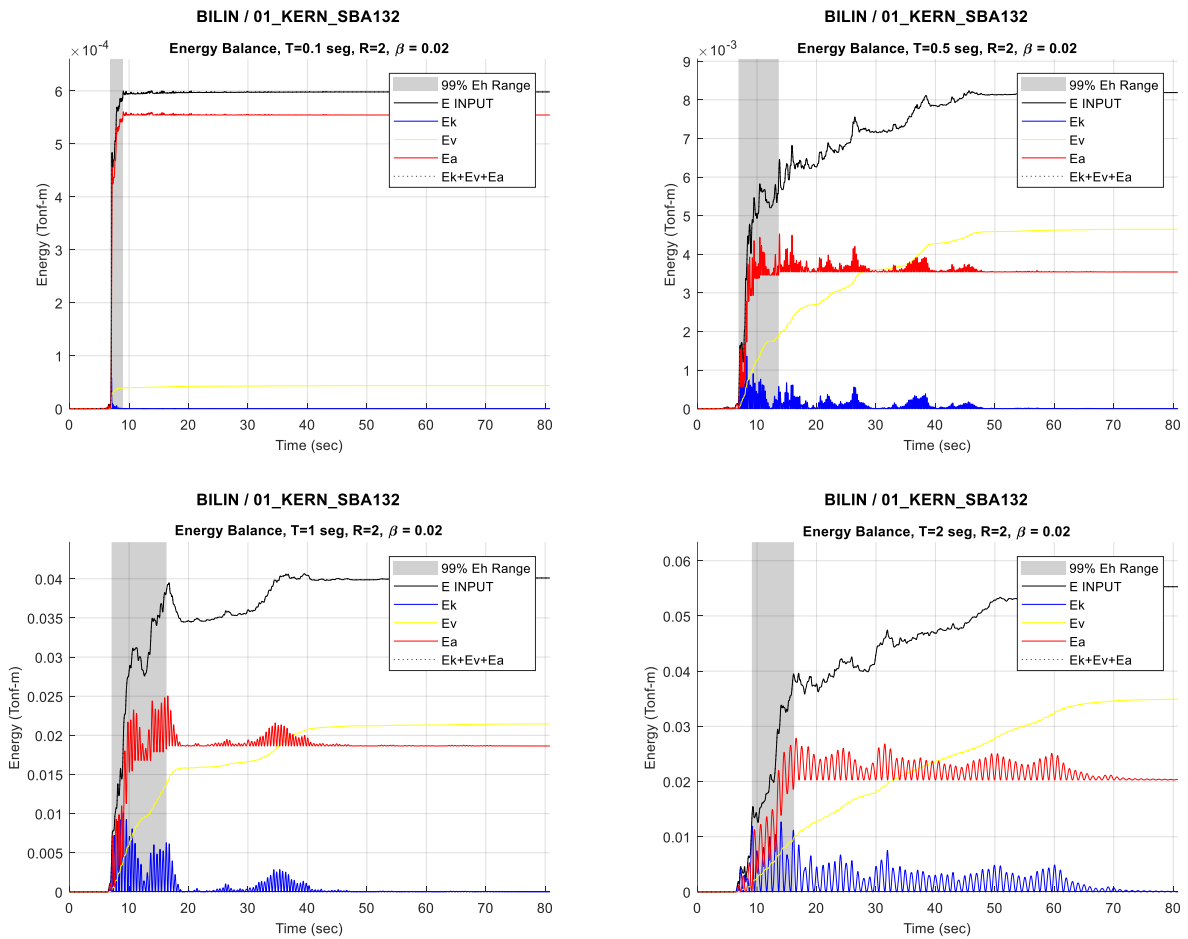 BILIN / 01_KERN_SBA132
Energy Balance, T=0.1 seg, R=2, β = 0.02
×10⁻⁴
6
5
4
3
2
1
0
Energy (Tonf-m)
0 10 20 30 40 50 60 70 80
Time (sec)
99% Eh Range
E INPUT
Ek
Ev
Ea
Ek+Ev+Ea
BILIN / 01_KERN_SBA132
Energy Balance, T=0.5 seg, R=2, β = 0.02
×10⁻³
9
8
7
6
5
4
3
2
1
0
Energy (Tonf-m)
0 10 20 30 40 50 60 70 80
Time (sec)
99% Eh Range
E INPUT
Ek
Ev
Ea
Ek+Ev+Ea
BILIN / 01_KERN_SBA132
Energy Balance, T=1 seg, R=2, β = 0.02
0.04
0.035
0.03
0.025
0.02
0.015
0.01
0.005
0
Energy (Tonf-m)
0 10 20 30 40 50 60 70 80
Time (sec)
99% Eh Range
E INPUT
Ek
Ev
Ea
Ek+Ev+Ea
BILIN / 01_KERN_SBA132
Energy Balance, T=2 seg, R=2, β = 0.02
0.06
0.05
0.04
0.03
0.02
0.01
0
Energy (Tonf-m)
0 10 20 30 40 50 60 70 80
Time (sec)
99% Eh Range
E INPUT
Ek
Ev
Ea
Ek+Ev+Ea